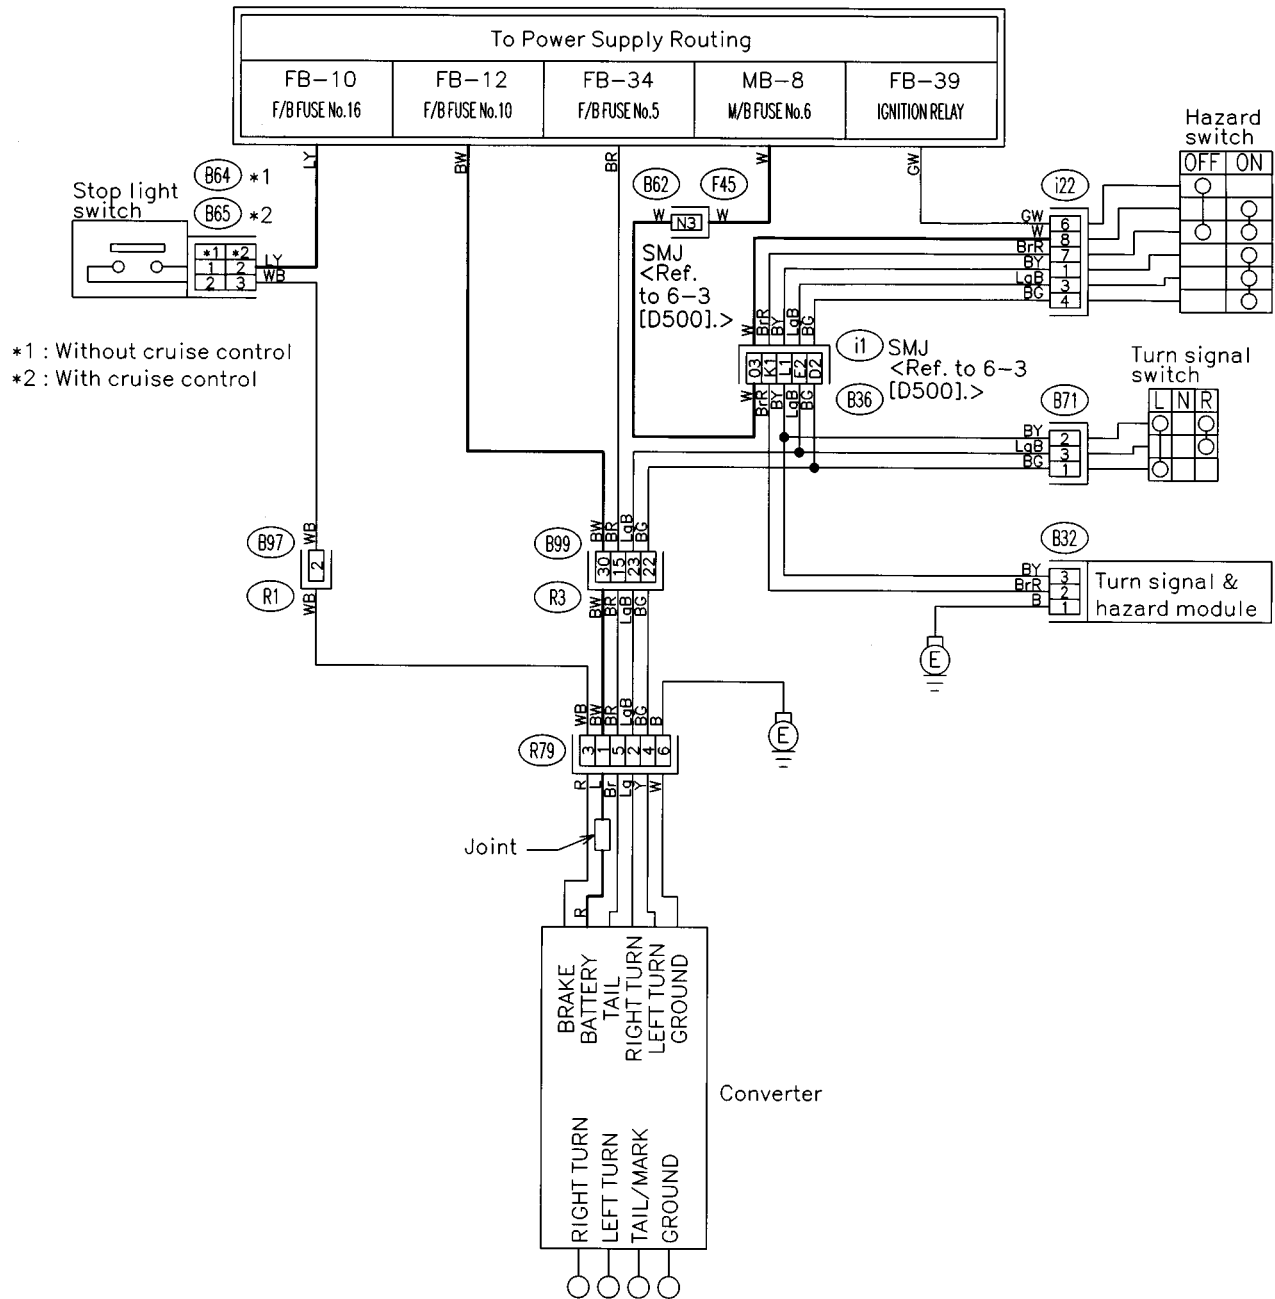 To Power Supply Routing
FB-10 FB-12 FB-34 MB-8 FB-39
F/B FUSE No.16 F/B FUSE No.10 F/B FUSE No.5 M/B FUSE No.6 IGNITION RELAY
LY BW BR W GW
Hazard
switch
OFF ON
B64 *1
B65 *2
Stop light
switch
*1 *2
1 2 LY
2 3 WB
B62 F45
W N3 W
SMJ
<Ref.
to 6-3
[D500].>
i22
GW 6
W 8
BrR 7
BY 1
LgB 3
BG 4
*1 : Without cruise control
*2 : With cruise control
W BrR BY LgB BG
O3 K1 L1 E2 D2
W BrR BY LgB BG
i1 SMJ
<Ref. to 6-3
[D500].>
B36
Turn signal
switch
L N R
B71
BY 2
LgB 3
BG 1
WB
B97
2
R1
WB
BW BR LgB BG
B99
30 15 23 22
R3
BW BR LgB BG
B32
BY 3
BrR 2
B 1
Turn signal &
hazard module
E
WB BW BR LgB BG B
R79
3 1 5 2 4 6
R L Br Lg Y W
E
Joint
R
BRAKE
BATTERY
TAIL
RIGHT TURN
LEFT TURN
GROUND
Converter
RIGHT TURN
LEFT TURN
TAIL/MARK
GROUND